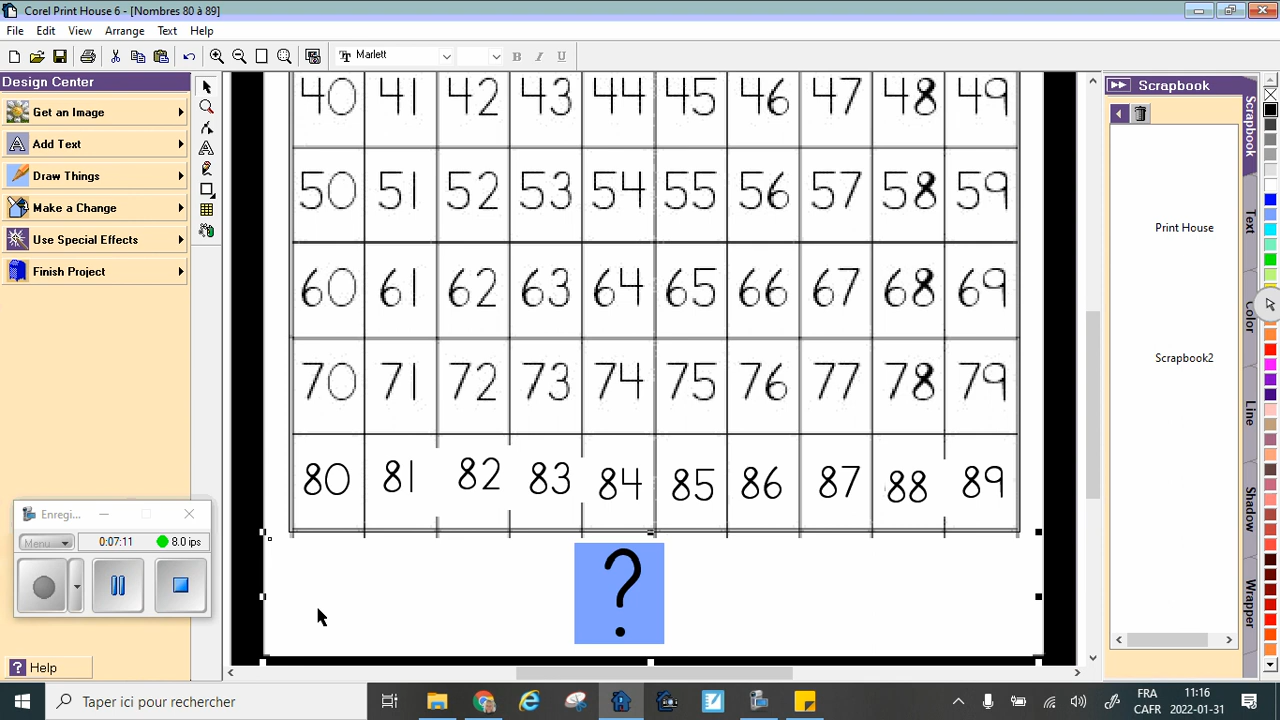 Corel Print House 6 - [Nombres 80 à 89]
File Edit View Arrange Text Help
Marlett B I U
Design Center
Get an Image
Add Text
Draw Things
Make a Change
Use Special Effects
Finish Project
40 41 42 43 44 45 46 47 48 49
50 51 52 53 54 55 56 57 58 59
60 61 62 63 64 65 66 67 68 69
70 71 72 73 74 75 76 77 78 79
80 81 82 83 84 85 86 87 88 89
?
Scrapbook
Print House
Scrapbook2
Scrapbook
Text
Color
Line
Shadow
Wrapper
Enregi...
Menu 0:07:11 8.0 ips
? Help
Taper ici pour rechercher
FRA
CAFR
11:16
2022-01-31